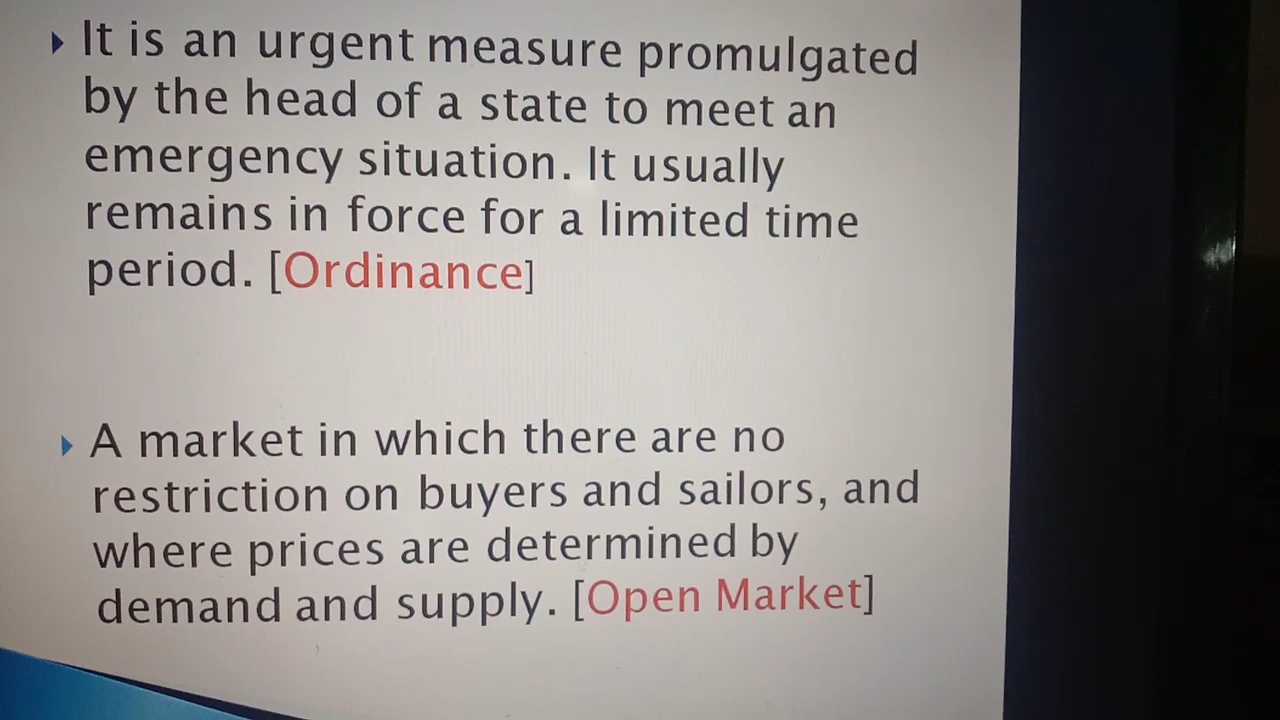 It is an urgent measure promulgated
by the head of a state to meet an
emergency situation. It usually
remains in force for a limited time
period. [Ordinance]
A market in which there are no
restriction on buyers and sailors, and
where prices are determined by
demand and supply. [Open Market]